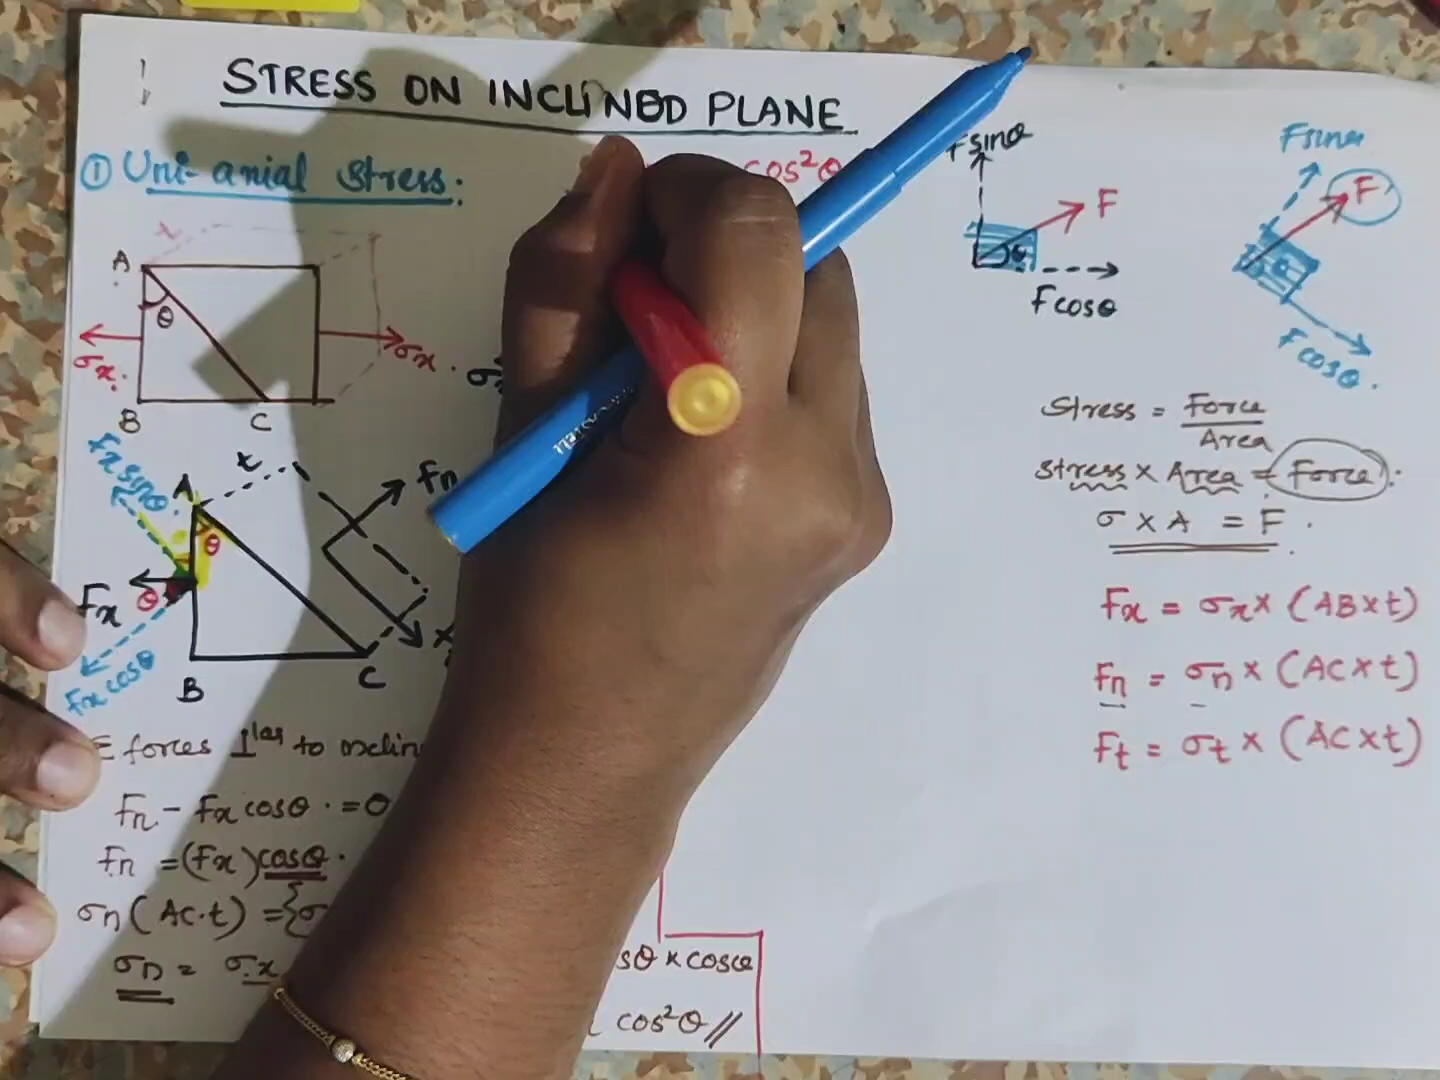 STRESS ON INCLINED PLANE
① Uni-axial stress.
cos²θ
t
A
θ
σx.
σx.
B
C
Fsinθ
F
θ
Fcosθ
F
θ
Fcosθ.
Stress = Force
Area
Stress × Area = Force.
σ × A = F.
Fx sinθ
t
Fn
A
θ
Fx
θ
Fx cosθ
B
C
Fx = σx × (AB×t)
Fn = σn × (AC×t)
Ft = σt × (AC×t)
Σ forces ⊥lar to
Fn - Fx cosθ. = 0
Fn = (Fx) cosθ.
σn (AC.t) = {σ
σn = σx
× cosθ
cos²θ //